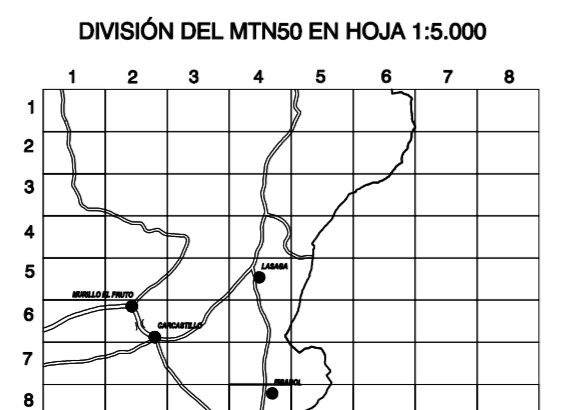 DIVISIÓN DEL MTN50 EN HOJA 1:5.000
1 2 3 4 5 6 7 8
1
2
3
4
5
LASAGA
MURILLO EL FRUTO
6
CARCASTILLO
7
8